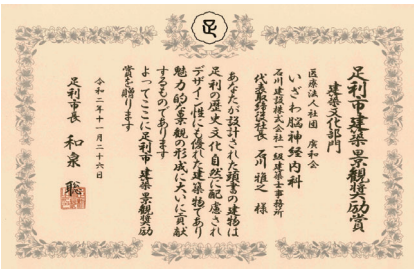 足利市建築景観奨励賞
建築文化部門
医療法人社団 廣和会
いざわ脳神経内科
石川建設株式会社一級建築士事務所
代表取締役社長 石川 雅之 様
あなたが設計された頭書の建物は
足利の歴史文化自然に配慮され
デザイン性にも優れた建築物であり
魅力的な景観の形成に大いに貢献
するものであります
よってここに足利市建築景観奨励
賞を贈ります
令和二年十一月二十六日
足利市長 和泉 聡